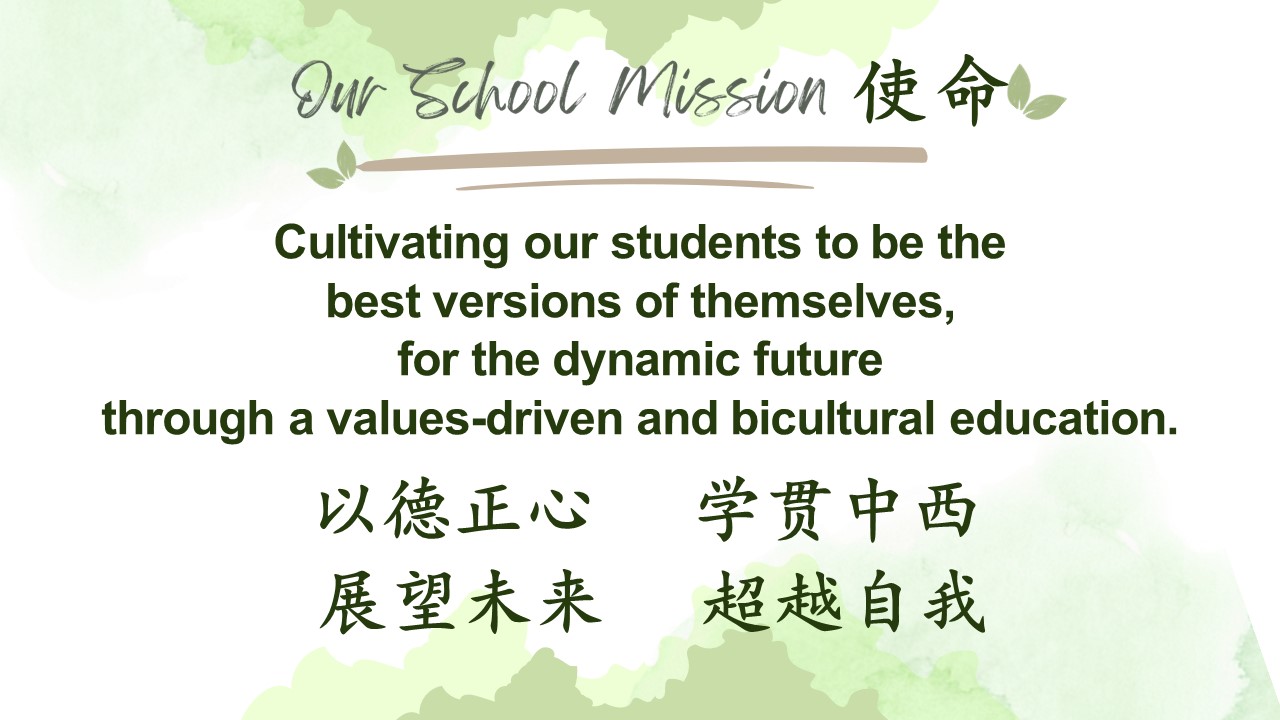 Our School Mission 使命
Cultivating our students to be the
best versions of themselves,
for the dynamic future
through a values-driven and bicultural education.
以德正心 学贯中西
展望未来 超越自我